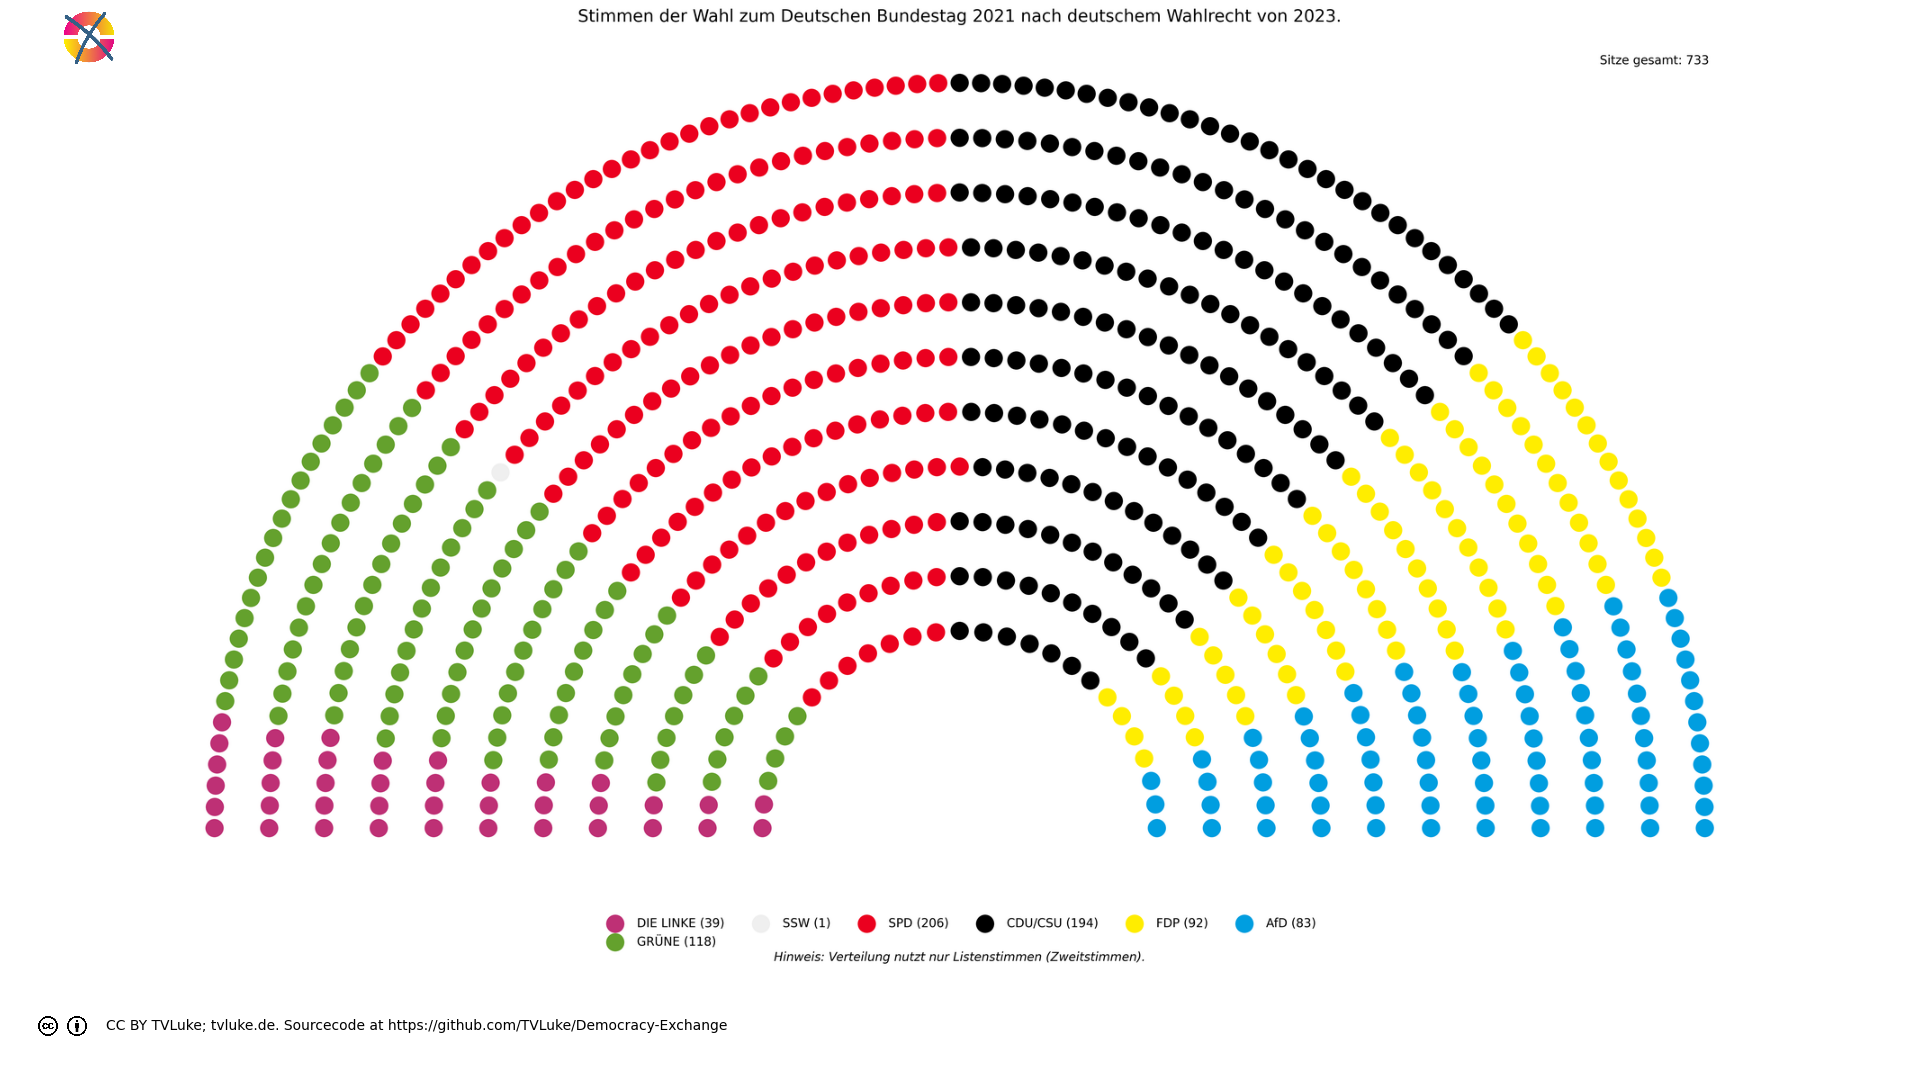 Stimmen der Wahl zum Deutschen Bundestag 2021 nach deutschem Wahlrecht von 2023.
Sitze gesamt: 733
DIE LINKE (39) SSW (1) SPD (206) CDU/CSU (194) FDP (92) AfD (83)
GRÜNE (118)
Hinweis: Verteilung nutzt nur Listenstimmen (Zweitstimmen).
cc CC BY TVLuke; tvluke.de. Sourcecode at https://github.com/TVLuke/Democracy-Exchange